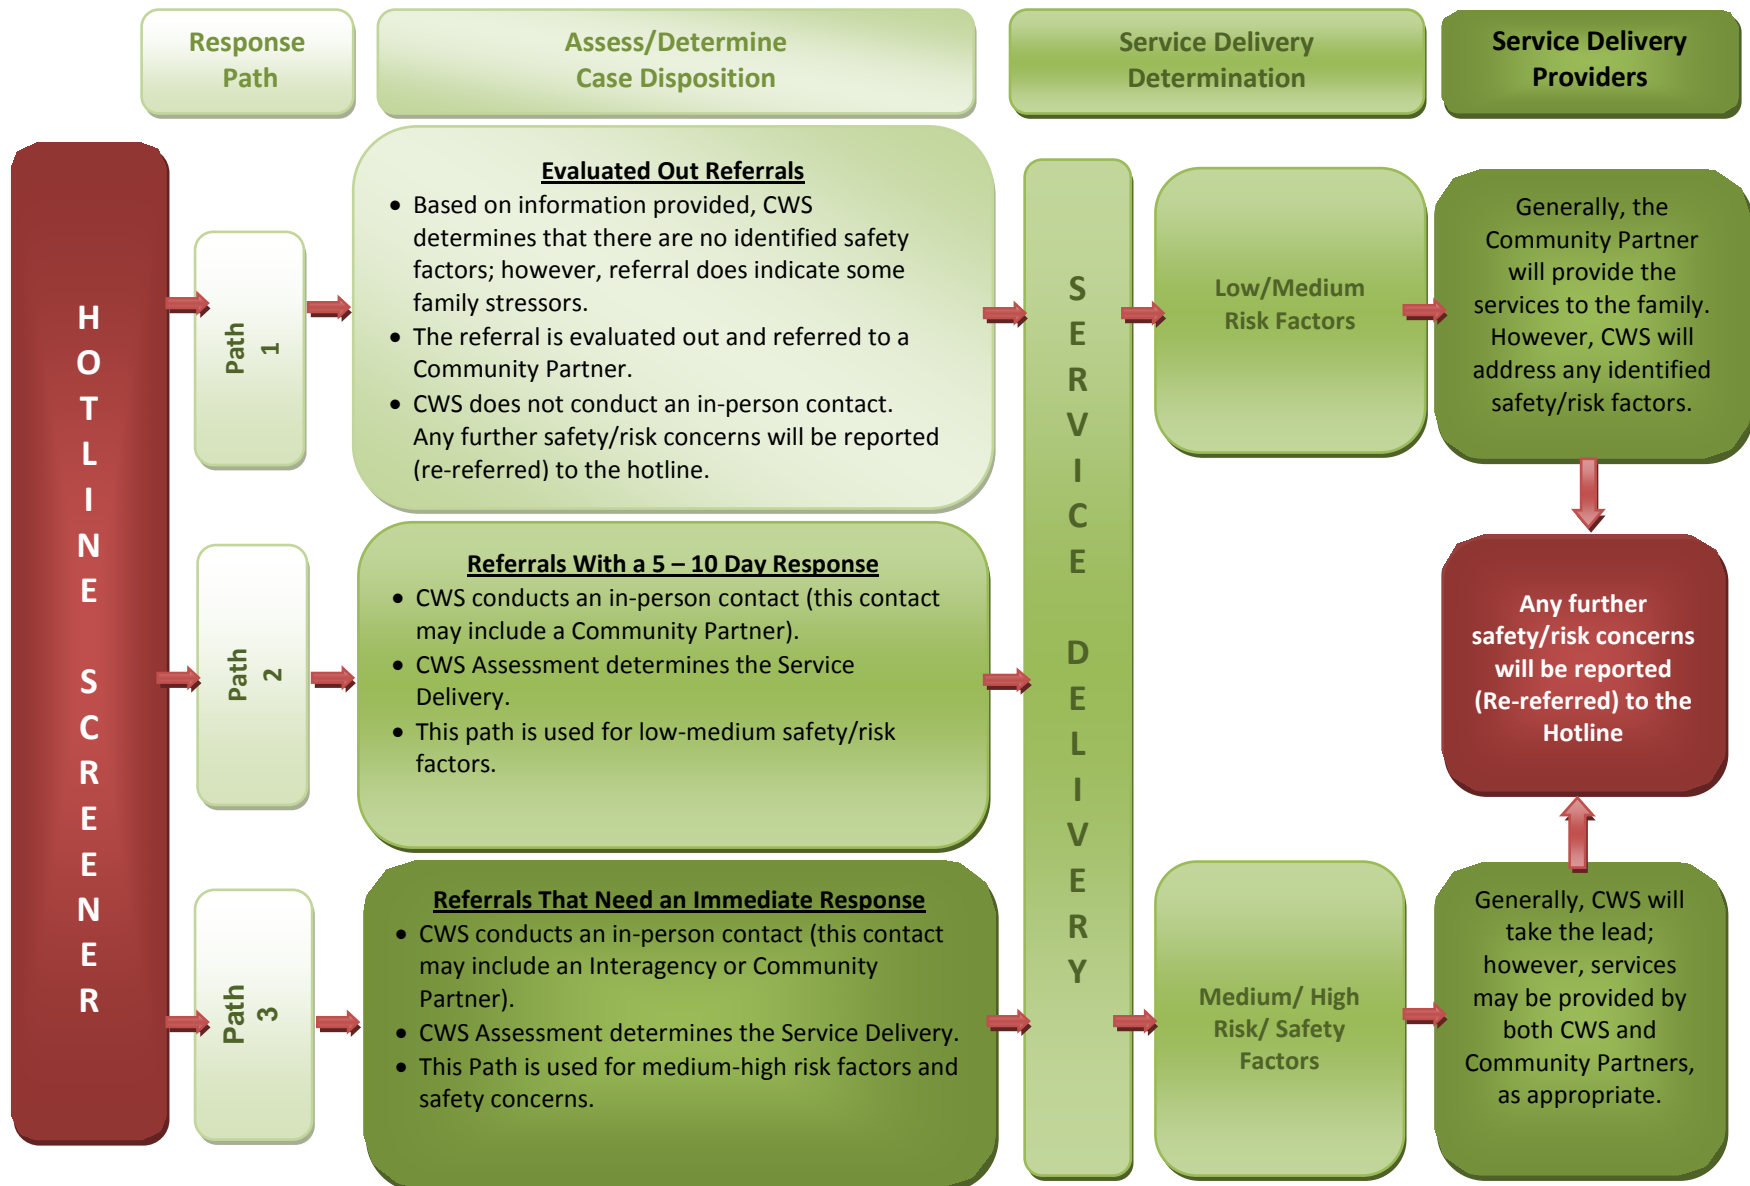 Response
Path
Assess/Determine
Case Disposition
Service Delivery
Determination
Service Delivery
Providers
HOTLINE SCREENER
Path
1
Evaluated Out Referrals
• Based on information provided, CWS
determines that there are no identified safety
factors; however, referral does indicate some
family stressors.
• The referral is evaluated out and referred to a
Community Partner.
• CWS does not conduct an in-person contact.
Any further safety/risk concerns will be reported
(re-referred) to the hotline.
Path
2
Referrals With a 5 – 10 Day Response
• CWS conducts an in-person contact (this contact
may include a Community Partner).
• CWS Assessment determines the Service
Delivery.
• This path is used for low-medium safety/risk
factors.
Path
3
Referrals That Need an Immediate Response
• CWS conducts an in-person contact (this contact
may include an Interagency or Community
Partner).
• CWS Assessment determines the Service Delivery.
• This Path is used for medium-high risk factors and
safety concerns.
SERVICE DELIVERY
Low/Medium
Risk Factors
Generally, the
Community Partner
will provide the
services to the family.
However, CWS will
address any identified
safety/risk factors.
Any further
safety/risk concerns
will be reported
(Re-referred) to the
Hotline
Medium/ High
Risk/ Safety
Factors
Generally, CWS will
take the lead;
however, services
may be provided by
both CWS and
Community Partners,
as appropriate.